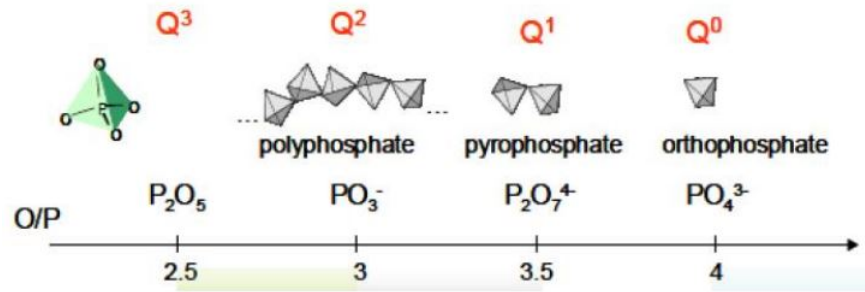 Q³ Q² Q¹ Q⁰
O
O P O
O
O
... ...
polyphosphate pyrophosphate orthophosphate
P₂O₅ PO₃⁻ P₂O₇⁴⁻ PO₄³⁻
O/P
2.5 3 3.5 4